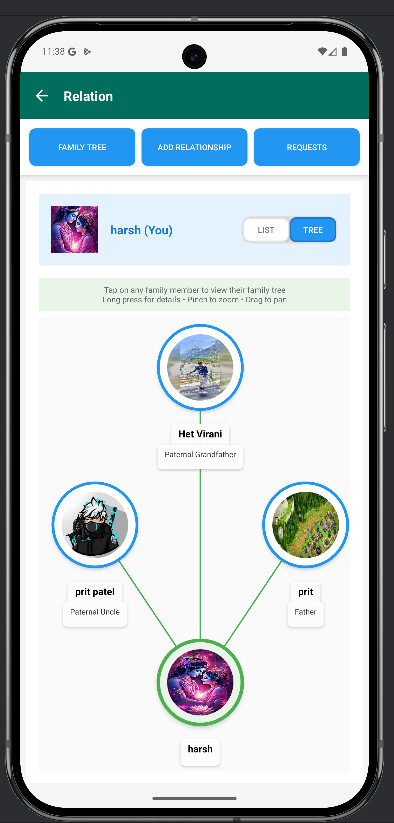 11:38
Relation
FAMILY TREE
ADD RELATIONSHIP
REQUESTS
harsh (You)
LIST
TREE
Tap on any family member to view their family tree
Long press for details • Pinch to zoom • Drag to pan
Het Virani
Paternal Grandfather
prit patel
Paternal Uncle
prit
Father
harsh